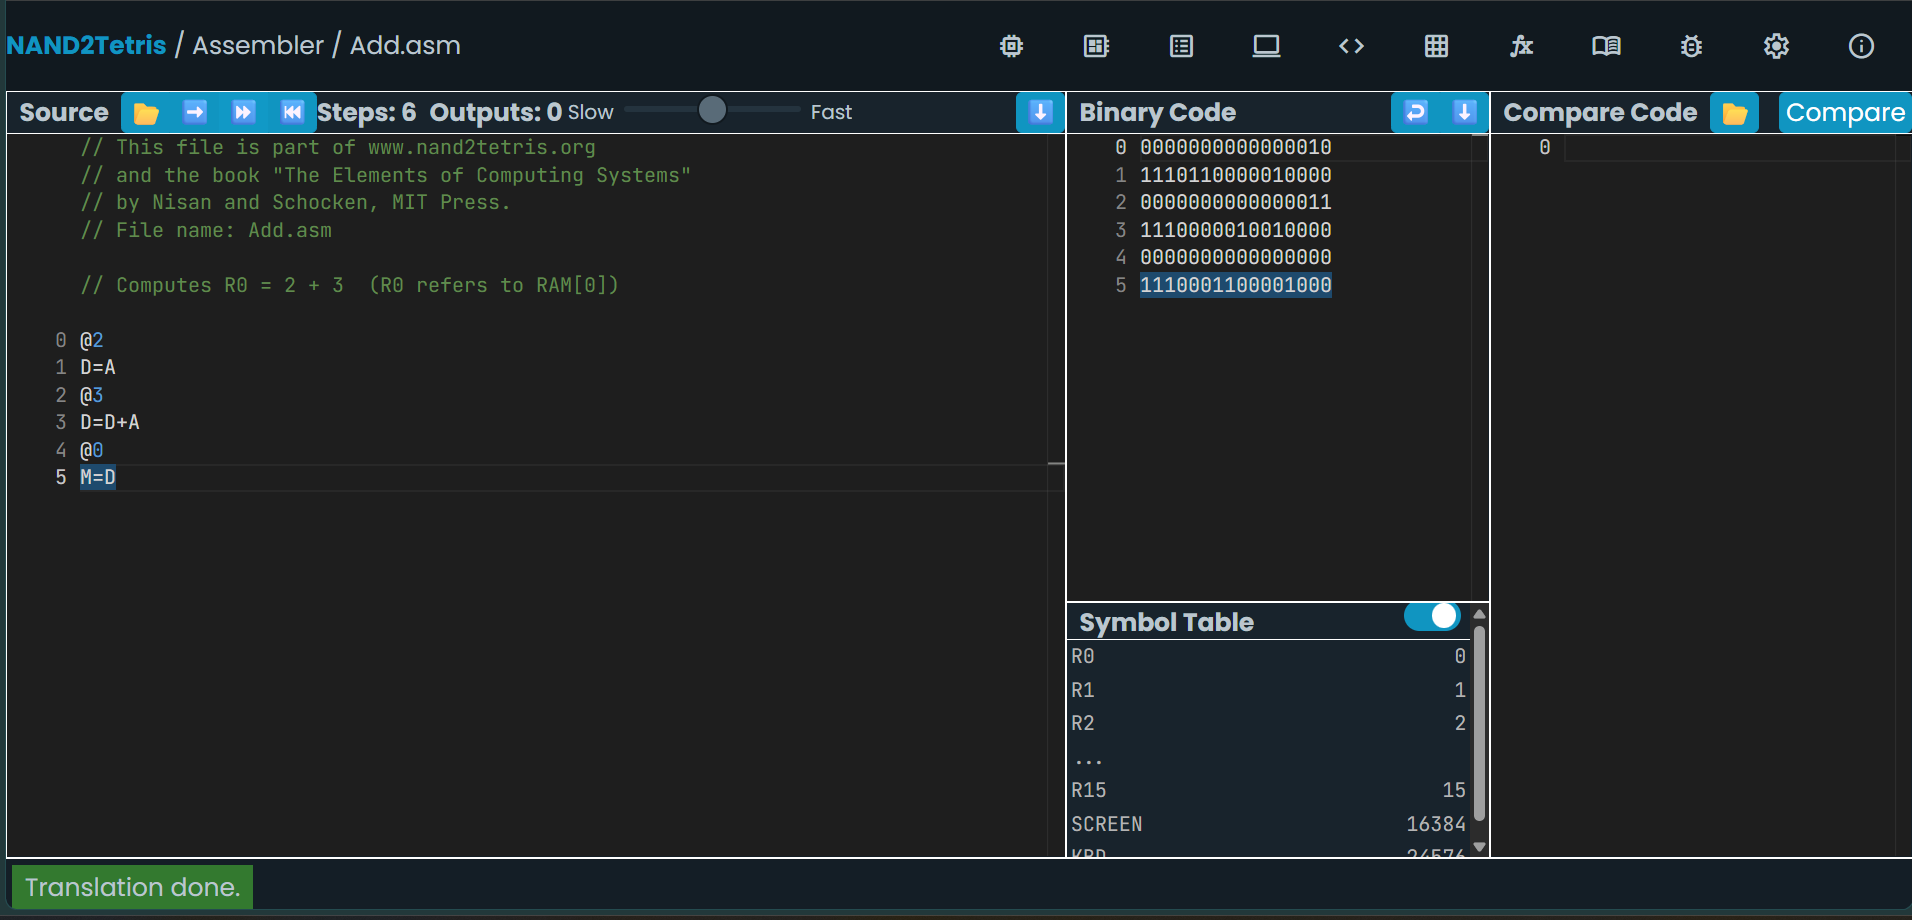 NAND2Tetris / Assembler / Add.asm
Source Steps: 6 Outputs: 0 Slow Fast
// This file is part of www.nand2tetris.org
// and the book "The Elements of Computing Systems"
// by Nisan and Schocken, MIT Press.
// File name: Add.asm
// Computes R0 = 2 + 3  (R0 refers to RAM[0])
0 @2
1 D=A
2 @3
3 D=D+A
4 @0
5 M=D
Binary Code
0 0000000000000010
1 1110110000010000
2 0000000000000011
3 1110000010010000
4 0000000000000000
5 1110001100001000
Symbol Table
R0 0
R1 1
R2 2
...
R15 15
SCREEN 16384
KBD 24576
Compare Code Compare
0
Translation done.